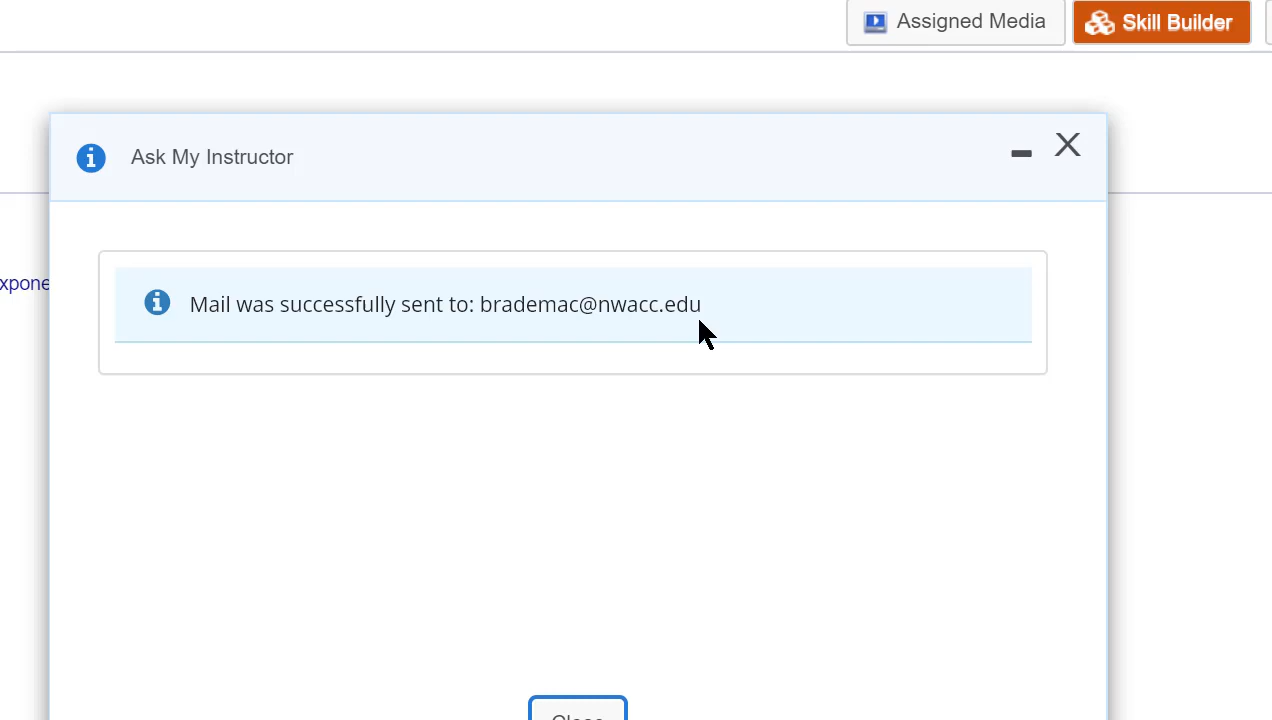 Assigned Media
Skill Builder
Ask My Instructor
xpone
Mail was successfully sent to: brademac@nwacc.edu
Close